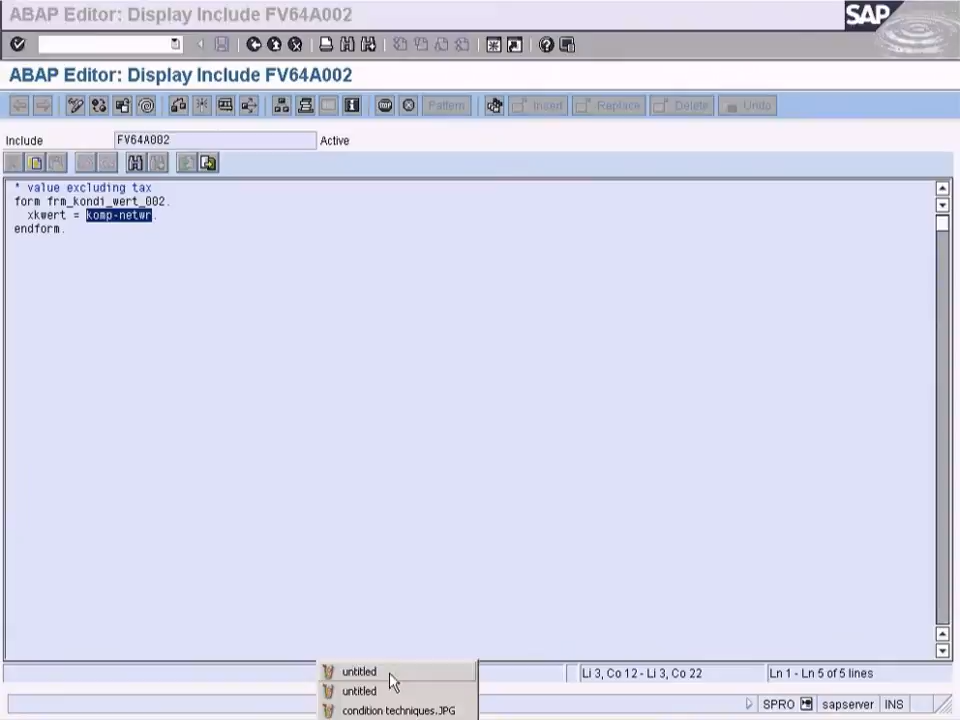 ABAP Editor: Display Include FV64A002
SAP
ABAP Editor: Display Include FV64A002
Pattern Insert Replace Delete Undo
Include FV64A002 Active
* value excluding tax
form frm_kondi_wert_002.
xkwert = komp-netwr.
endform.
untitled
untitled
condition techniques.JPG
Li 3, Co 12 - Li 3, Co 22
Ln 1 - Ln 5 of 5 lines
SPRO sapserver INS